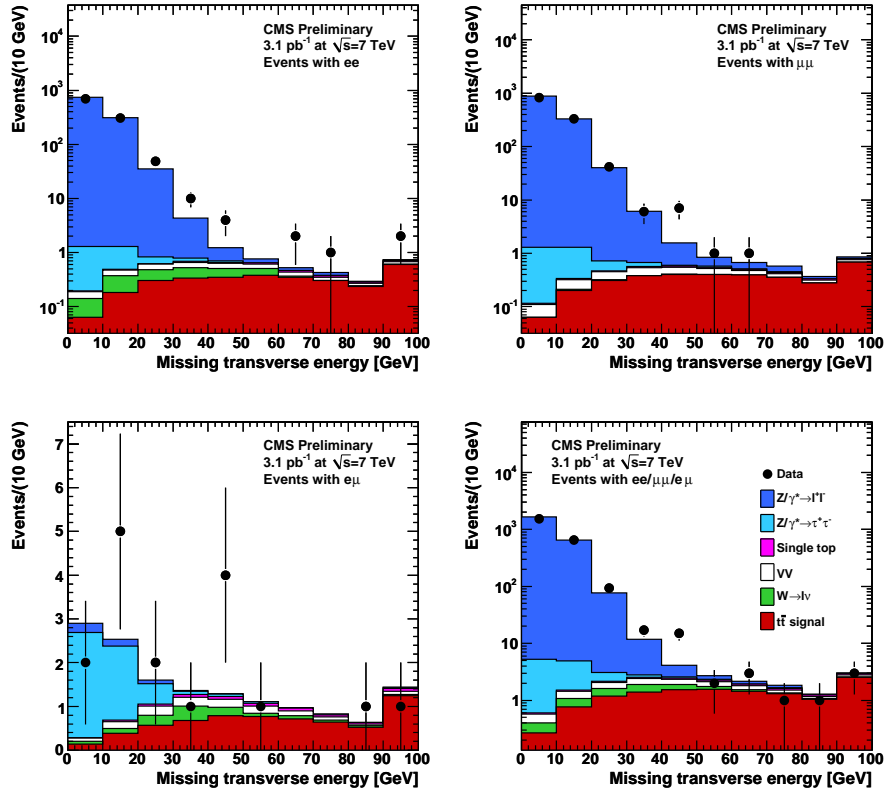 CMS Preliminary
3.1 pb⁻¹ at √s=7 TeV
Events with ee
Events/(10 GeV)
10⁴
10³
10²
10
1
10⁻¹
0 10 20 30 40 50 60 70 80 90 100
Missing transverse energy [GeV]
CMS Preliminary
3.1 pb⁻¹ at √s=7 TeV
Events with μμ
Events/(10 GeV)
10⁴
10³
10²
10
1
10⁻¹
0 10 20 30 40 50 60 70 80 90 100
Missing transverse energy [GeV]
CMS Preliminary
3.1 pb⁻¹ at √s=7 TeV
Events with eμ
Events/(10 GeV)
7
6
5
4
3
2
1
0
0 10 20 30 40 50 60 70 80 90 100
Missing transverse energy [GeV]
CMS Preliminary
3.1 pb⁻¹ at √s=7 TeV
Events with ee/μμ/eμ
Events/(10 GeV)
10⁴
10³
10²
10
1
Data
Z/γ*→l⁺l⁻
Z/γ*→τ⁺τ⁻
Single top
VV
W→lν
tt̄ signal
0 10 20 30 40 50 60 70 80 90 100
Missing transverse energy [GeV]